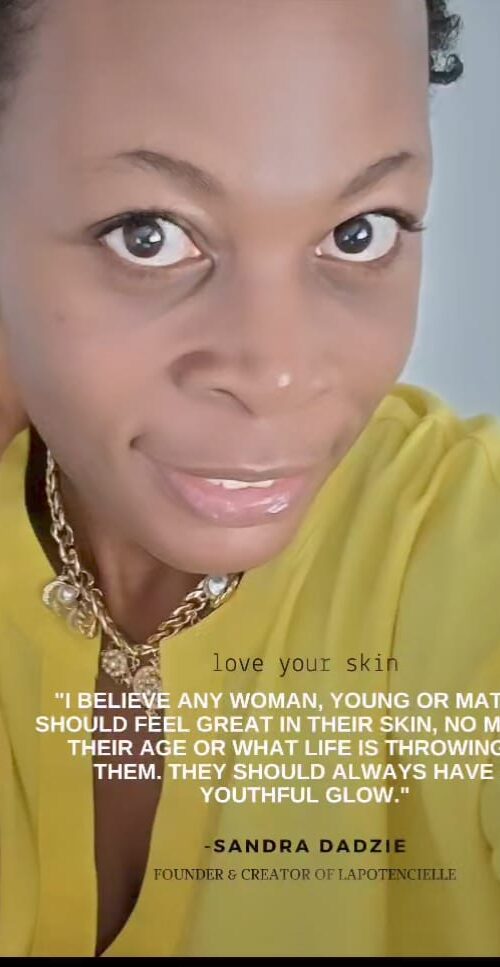 love your skin
"I BELIEVE ANY WOMAN, YOUNG OR MAT
SHOULD FEEL GREAT IN THEIR SKIN, NO M
THEIR AGE OR WHAT LIFE IS THROWING
THEM. THEY SHOULD ALWAYS HAVE
YOUTHFUL GLOW."
-SANDRA DADZIE
FOUNDER & CREATOR OF LAPOTENCIELLE